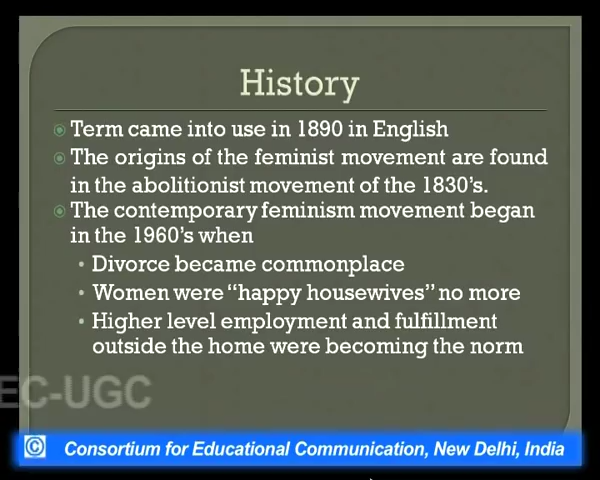 History
Term came into use in 1890 in English
The origins of the feminist movement are found
in the abolitionist movement of the 1830's.
The contemporary feminism movement began
in the 1960's when
Divorce became commonplace
Women were “happy housewives” no more
Higher level employment and fulfillment
outside the home were becoming the norm
EC-UGC
© Consortium for Educational Communication, New Delhi, India